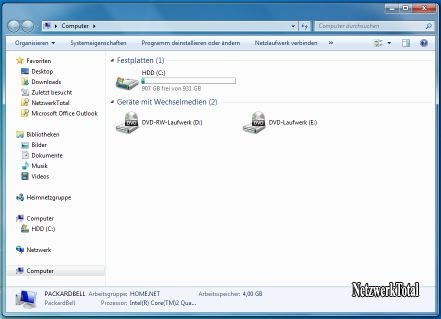 Computer
Computer durchsuchen
Organisieren Systemeigenschaften Programm deinstallieren oder ändern Netzlaufwerk verbinden »
Favoriten
Desktop
Downloads
Zuletzt besucht
NetzwerkTotal
Microsoft Office Outlook
Bibliotheken
Bilder
Dokumente
Musik
Videos
Heimnetzgruppe
Computer
HDD (C:)
Netzwerk
Computer
Festplatten (1)
HDD (C:)
907 GB frei von 931 GB
Geräte mit Wechselmedien (2)
DVD-RW-Laufwerk (D:)
DVD-Laufwerk (E:)
PACKARDBELL Arbeitsgruppe: HOME.NET Arbeitsspeicher: 4,00 GB
PackardBell Prozessor: Intel(R) Core(TM)2 Qua...
NetzwerkTotal